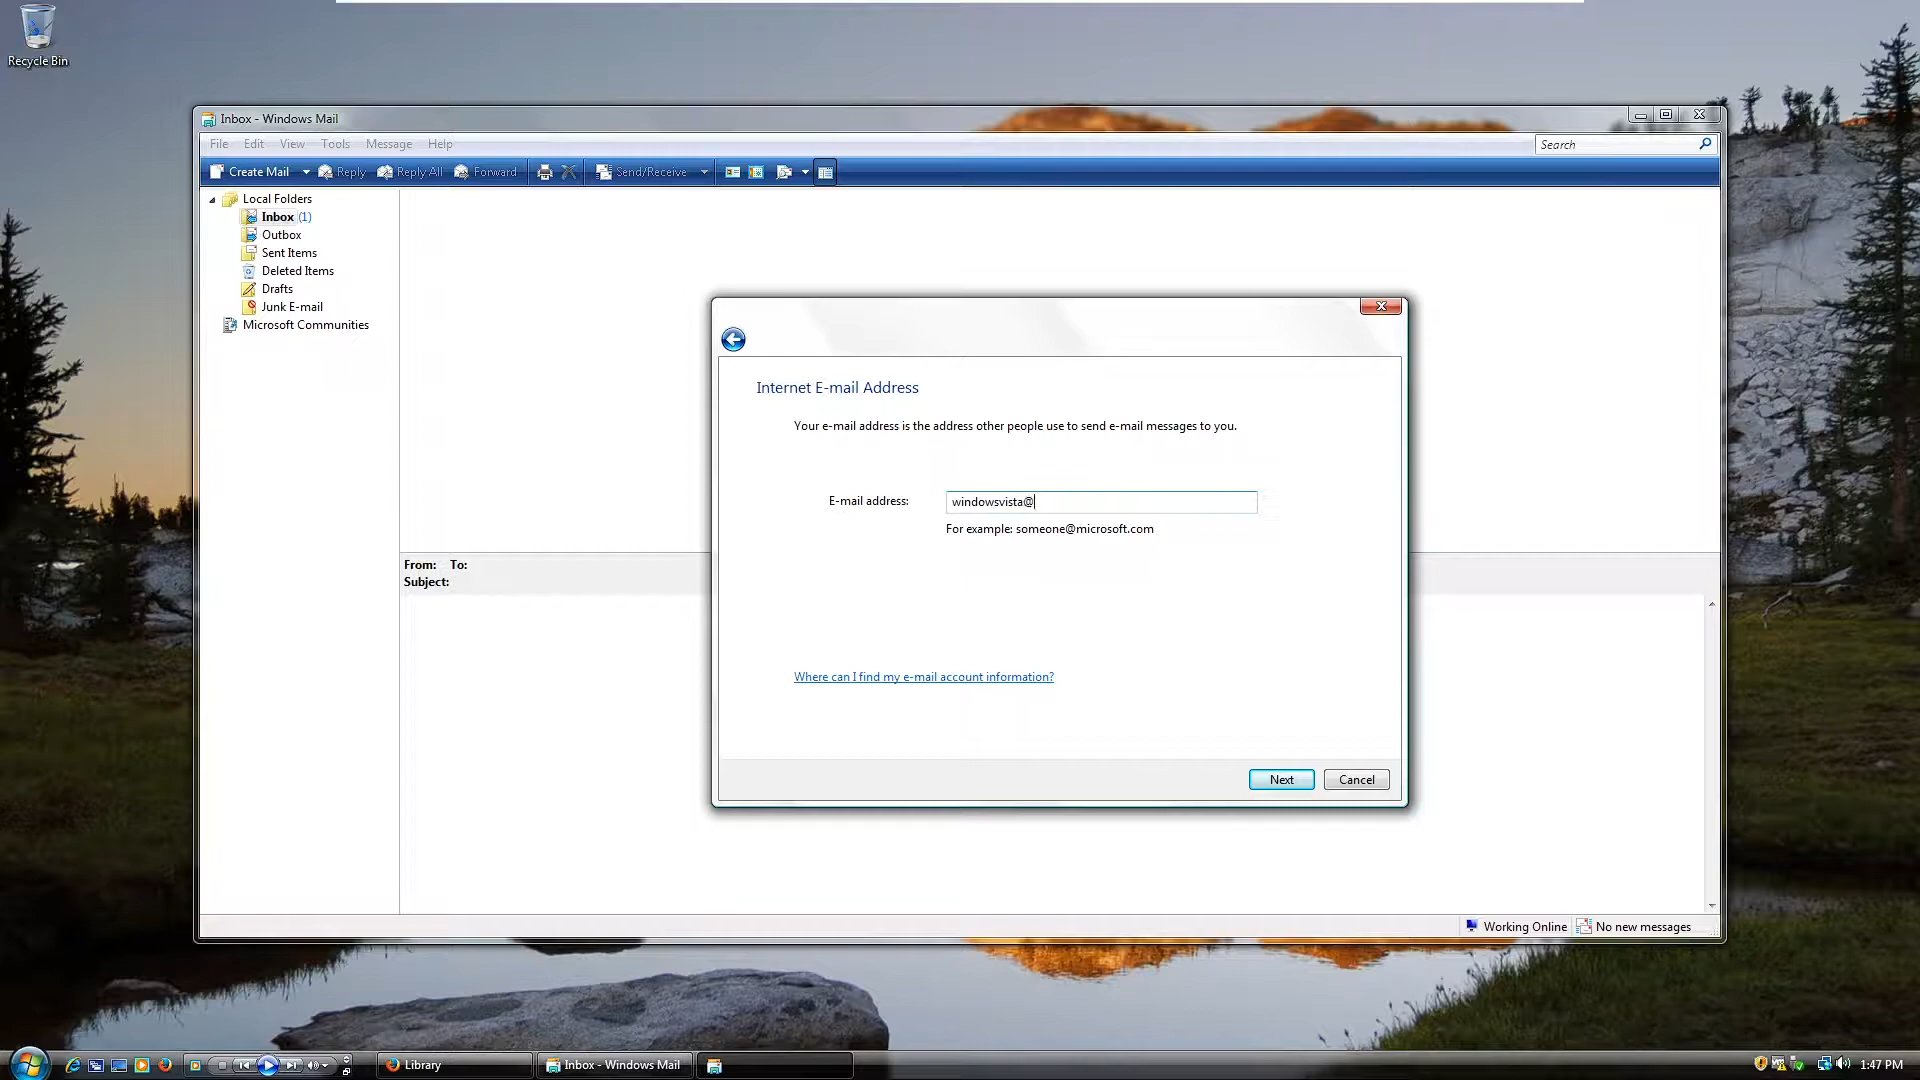 Recycle Bin
Inbox - Windows Mail
File Edit View Tools Message Help
Search
Create Mail Reply Reply All Forward Send/Receive
Local Folders
Inbox (1)
Outbox
Sent Items
Deleted Items
Drafts
Junk E-mail
Microsoft Communities
Internet E-mail Address
Your e-mail address is the address other people use to send e-mail messages to you.
E-mail address: windowsvista@
For example: someone@microsoft.com
From: To:
Subject:
Where can I find my e-mail account information?
Next Cancel
Working Online No new messages
Library Inbox - Windows Mail 1:47 PM